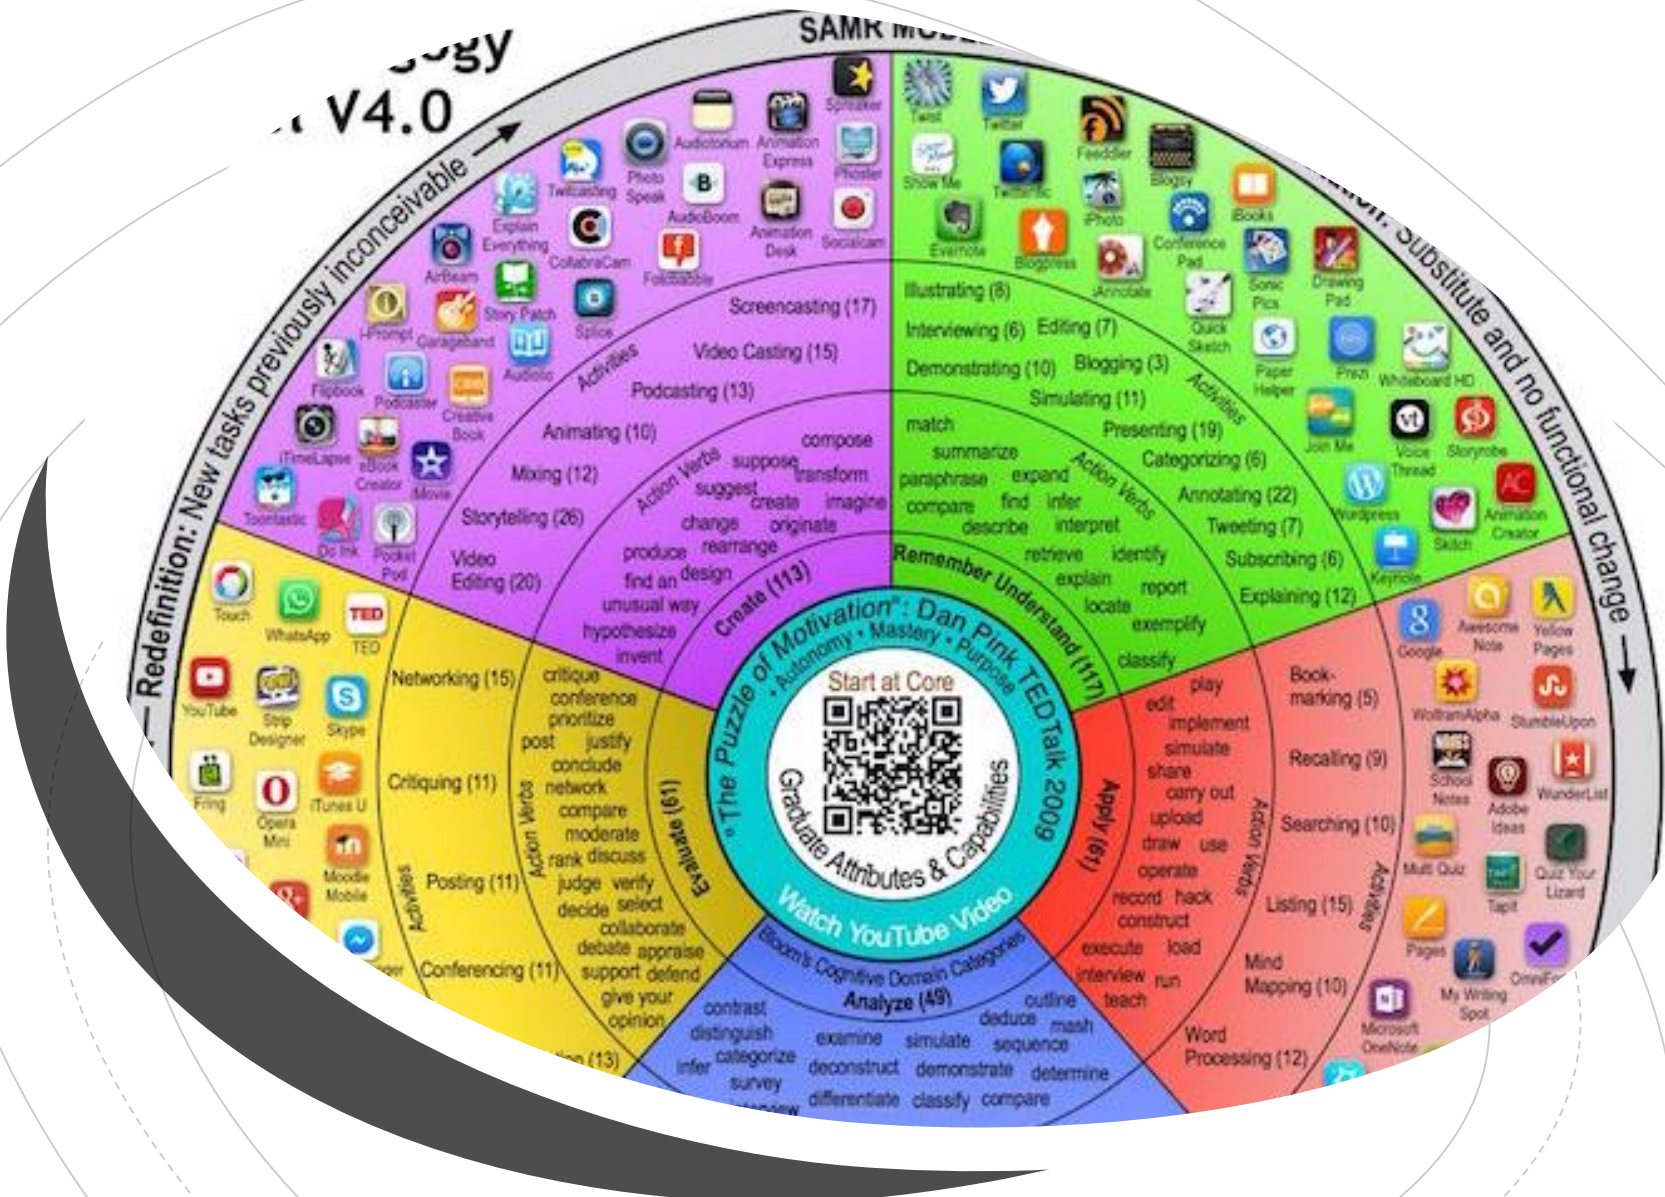 V4.0
SAMR
Redefinition: New tasks previously inconceivable
Substitute and no functional change
Spreaker
Audiotorium
Animation
Express
Phoster
Twitcasting
Photo
Speak
AudioBoom
Animation
Desk
Socialcam
Explain
Everything
CollabraCam
Fotobabble
AirBeam
Story Patch
Splice
i-Prompt
Garageband
Audiolio
Flipbook
Podcaster
Creative
Book
iTimeLapse
eBook
Creator
iMovie
Toontastic
Do Ink
Pocket
Pod
Activities
Screencasting (17)
Video Casting (15)
Podcasting (13)
Animating (10)
Mixing (12)
Storytelling (26)
Video
Editing (20)
Action Verbs
compose
suppose
transform
suggest
create
imagine
change
originate
produce
rearrange
find an
design
unusual way
hypothesize
invent
Create (113)
Twist
Twitter
Feeddler
Blogsy
Show Me
Twittertic
iPhoto
iBooks
Evernote
Blogpress
iAnnotate
Conference
Pad
Sonic
Pics
Drawing
Pad
Quick
Sketch
Paper
Helper
Prezi
Whiteboard HD
Join Me
Voice
Thread
Storyrobe
Wordpress
Skitch
Animation
Creator
Keynote
Illustrating (8)
Interviewing (6)
Editing (7)
Demonstrating (10)
Blogging (3)
Activities
Simulating (11)
Presenting (19)
Categorizing (6)
Annotating (22)
Tweeting (7)
Subscribing (6)
Explaining (12)
match
summarize
Action Verbs
paraphrase
expand
compare
find
infer
describe
interpret
retrieve
identify
explain
report
locate
exemplify
classify
Remember Understand (117)
Google
Awesome
Note
Yellow
Pages
WolframAlpha
StumbleUpon
School
Notes
Adobe
Ideas
WunderList
Multi Quiz
TapIt
Quiz Your
Lizard
Pages
My Writing
Spot
Microsoft
OneNote
Book-
marking (5)
Recalling (9)
Searching (10)
Listing (15)
Activities
Mind
Mapping (10)
Word
Processing (12)
play
edit
implement
simulate
share
carry out
upload
draw
use
operate
record
hack
construct
execute
load
interview
run
teach
Action Verbs
Apply (61)
Bloom's Cognitive Domain Categories
Analyze (49)
contrast
outline
distinguish
deduce
mash
examine
simulate
sequence
infer
categorize
deconstruct
demonstrate
determine
survey
differentiate
classify
compare
Touch
WhatsApp
TED
YouTube
Strip
Designer
Skype
Fring
Opera
Mini
iTunes U
Moodle
Mobile
Networking (15)
Critiquing (11)
Posting (11)
Activities
Conferencing (11)
(13)
critique
conference
prioritize
post
justify
conclude
network
compare
moderate
rank
discuss
judge
verify
decide
select
collaborate
debate
appraise
support
defend
give your
opinion
Action Verbs
Evaluate (61)
"The Puzzle of Motivation": Dan Pink TEDTalk 2009
• Autonomy • Mastery • Purpose
Start at Core
Graduate Attributes & Capabilities
Watch YouTube Video